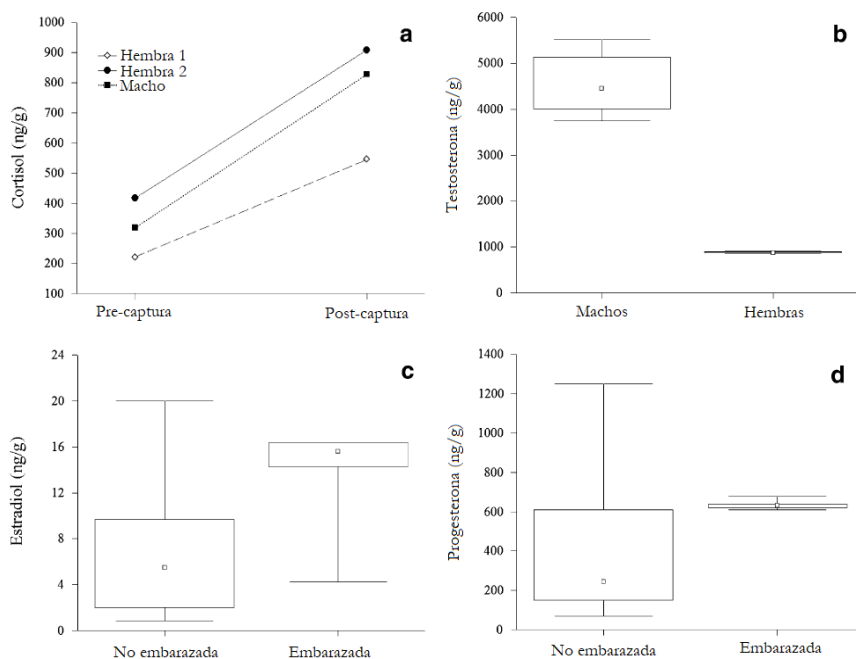 a
Cortisol (ng/g)
1000
900
800
700
600
500
400
300
200
100
Hembra 1
Hembra 2
Macho
Pre-captura
Post-captura
b
Testosterona (ng/g)
6000
5000
4000
3000
2000
1000
0
Machos
Hembras
c
Estradiol (ng/g)
24
20
16
12
8
4
0
No embarazada
Embarazada
d
Progesterona (ng/g)
1400
1200
1000
800
600
400
200
0
No embarazada
Embarazada